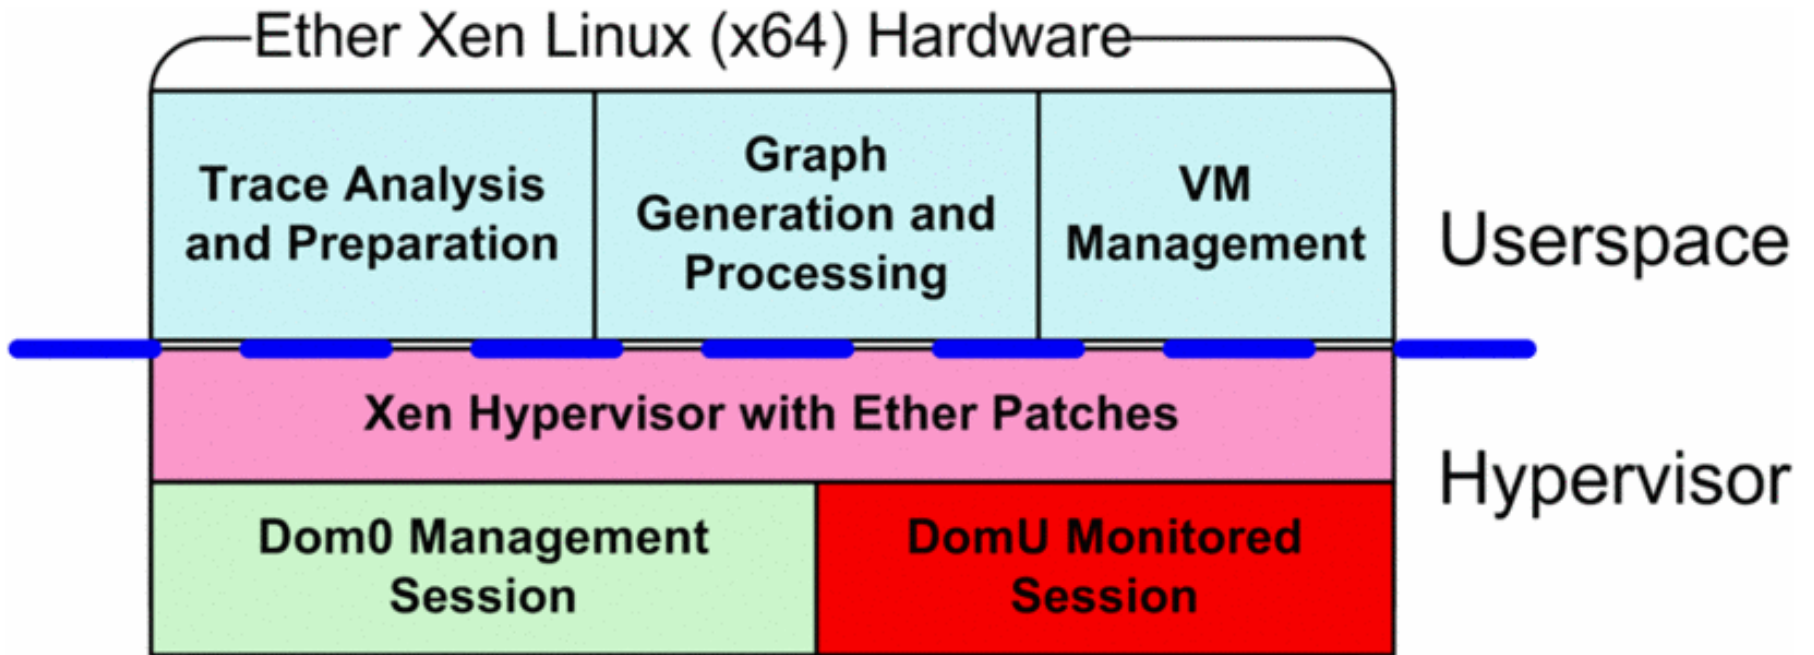 Ether Xen Linux (x64) Hardware
Trace Analysis
and Preparation
Graph
Generation and
Processing
VM
Management
Userspace
Xen Hypervisor with Ether Patches
Hypervisor
Dom0 Management
Session
DomU Monitored
Session